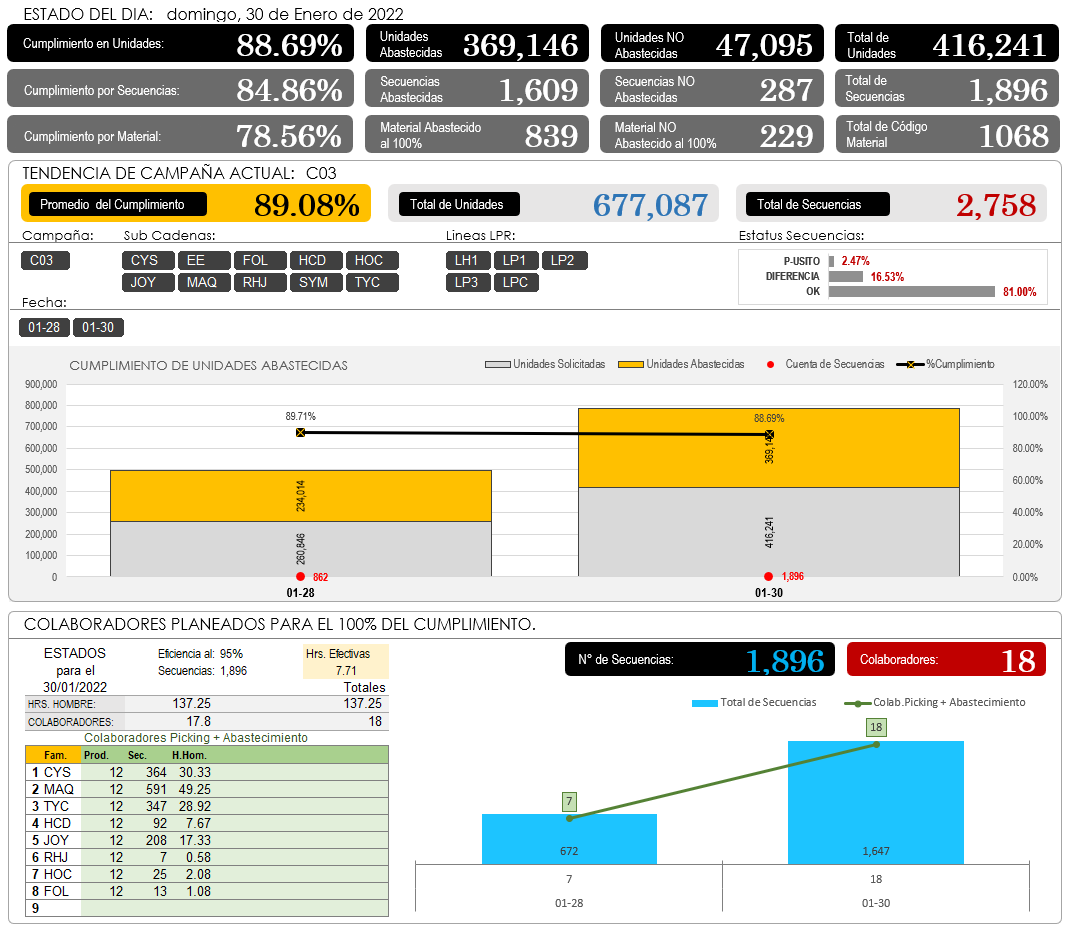 ESTADO DEL DIA: domingo, 30 de Enero de 2022
Cumplimiento en Unidades: 88.69%
Unidades Abastecidas 369,146
Unidades NO Abastecidas 47,095
Total de Unidades 416,241
Cumplimiento por Secuencias: 84.86%
Secuencias Abastecidas 1,609
Secuencias NO Abastecidas 287
Total de Secuencias 1,896
Cumplimiento por Material: 78.56%
Material Abastecido al 100% 839
Material NO Abastecido al 100% 229
Total de Código Material 1068
TENDENCIA DE CAMPAÑA ACTUAL: C03
Promedio del Cumplimiento 89.08%
Total de Unidades 677,087
Total de Secuencias 2,758
Campaña: Sub Cadenas: Lineas LPR: Estatus Secuencias:
C03 CYS EE FOL HCD HOC LH1 LP1 LP2
JOY MAQ RHJ SYM TYC LP3 LPC
P-USITO 2.47%
DIFERENCIA 16.53%
OK 81.00%
Fecha:
01-28 01-30
CUMPLIMIENTO DE UNIDADES ABASTECIDAS
Unidades Solicitadas Unidades Abastecidas Cuenta de Secuencias %Cumplimiento
900,000 120.00%
800,000
89.71% 88.69% 100.00%
700,000
600,000 80.00%
500,000 60.00%
400,000
300,000 40.00%
200,000 20.00%
100,000
0 0.00%
234,014
260,846
862
369,146
416,241
1,896
01-28 01-30
COLABORADORES PLANEADOS PARA EL 100% DEL CUMPLIMIENTO.
ESTADOS para el 30/01/2022
Eficiencia al: 95%
Secuencias: 1,896
Hrs. Efectivas
7.71
Totales
HRS. HOMBRE: 137.25 137.25
COLABORADORES: 17.8 18
Colaboradores Picking + Abastecimiento
Fam. Prod. Sec. H.Hom.
1 CYS 12 364 30.33
2 MAQ 12 591 49.25
3 TYC 12 347 28.92
4 HCD 12 92 7.67
5 JOY 12 208 17.33
6 RHJ 12 7 0.58
7 HOC 12 25 2.08
8 FOL 12 13 1.08
9
N° de Secuencias: 1,896
Colaboradores: 18
Total de Secuencias Colab.Picking + Abastecimiento
18
7
672 1,647
7 18
01-28 01-30